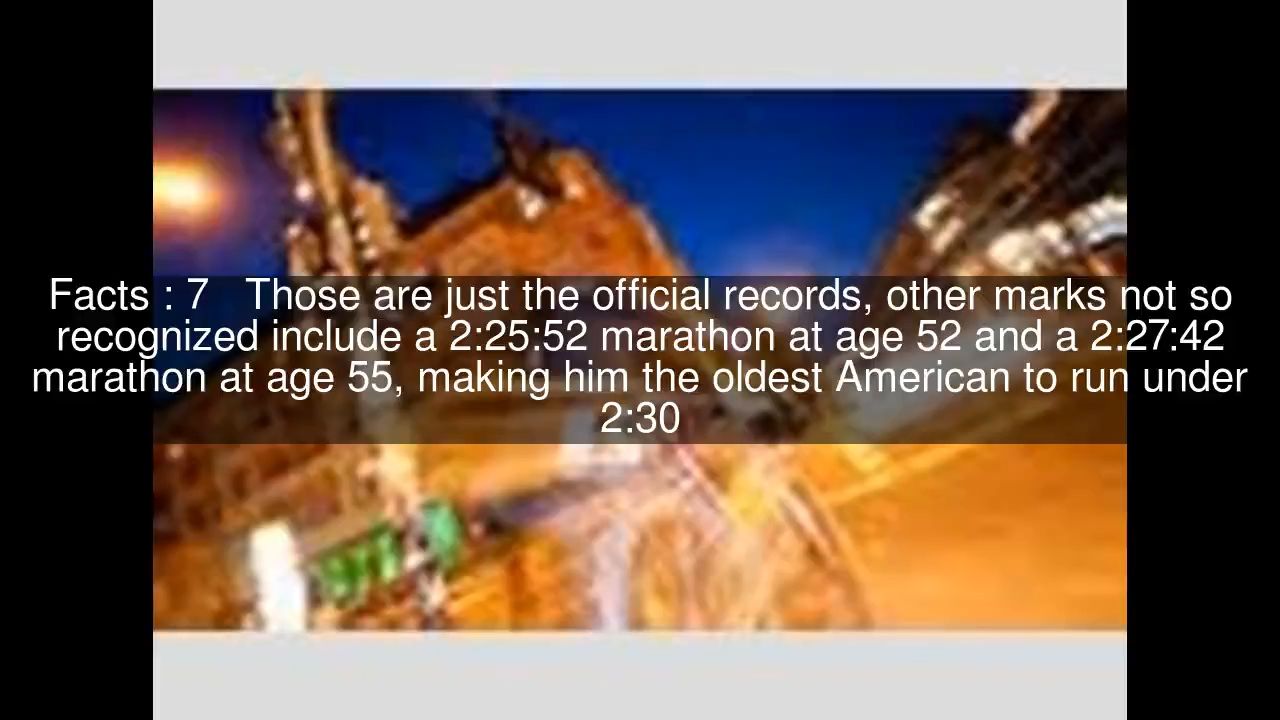 Facts : 7 Those are just the official records, other marks not so
recognized include a 2:25:52 marathon at age 52 and a 2:27:42
marathon at age 55, making him the oldest American to run under
2:30